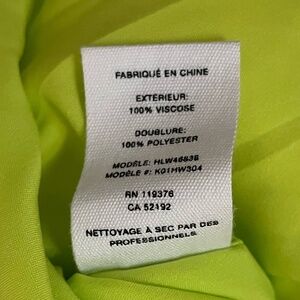 FABRIQUÉ EN CHINE
EXTÉRIEUR:
100% VISCOSE
DOUBLURE:
100% POLYESTER
MODÈLE: HLW46836
MODÈLE #: K01HW304
RN 119376
CA 52192
NETTOYAGE À SEC PAR DES
PROFESSIONNELS